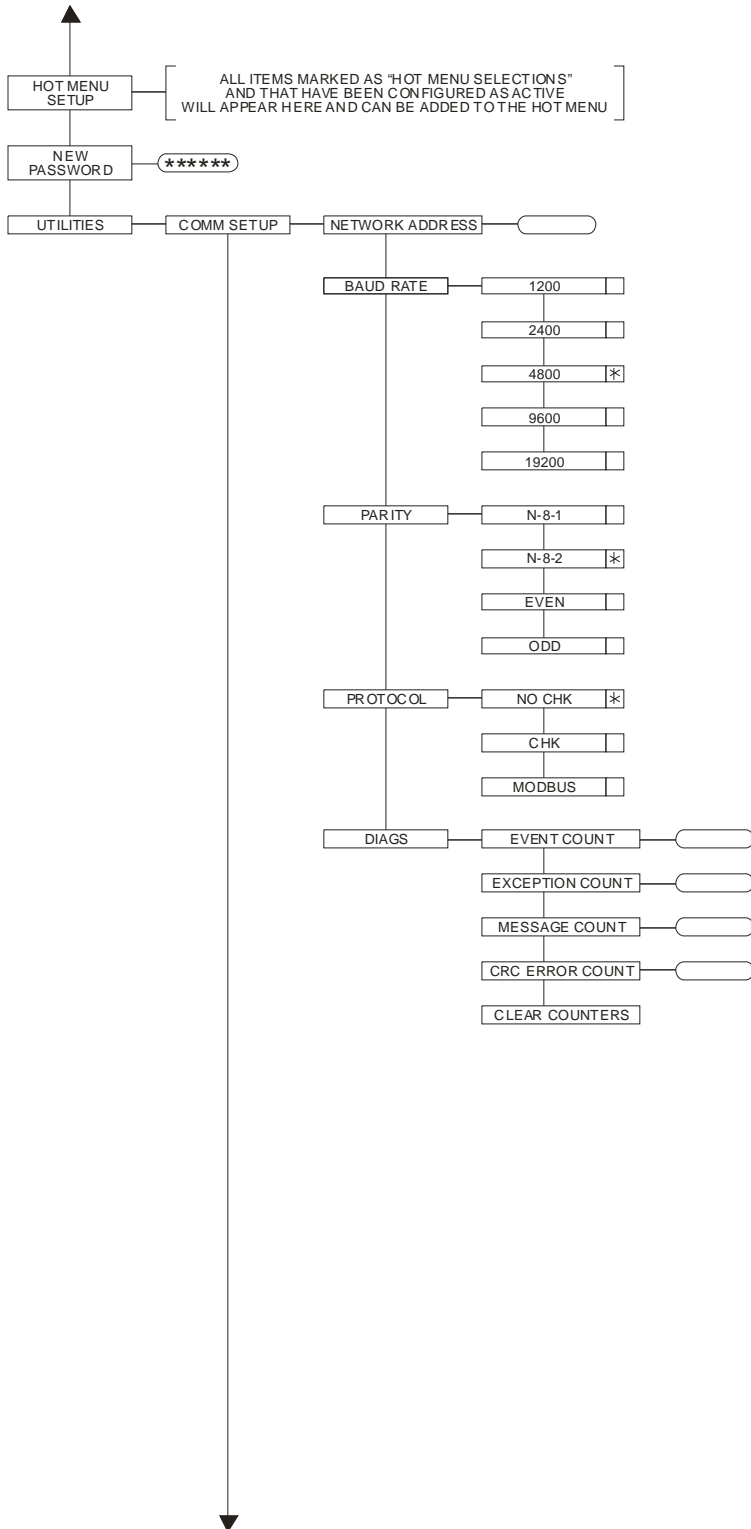 HOT MENU
SETUP
ALL ITEMS MARKED AS “HOT MENU SELECTIONS”
AND THAT HAVE BEEN CONFIGURED AS ACTIVE
WILL APPEAR HERE AND CAN BE ADDED TO THE HOT MENU
NEW
PASSWORD
******
UTILITIES
COMM SETUP
NETWORK ADDRESS
BAUD RATE
1200
2400
4800 *
9600
19200
PARITY
N-8-1
N-8-2 *
EVEN
ODD
PROTOCOL
NO CHK *
CHK
MODBUS
DIAGS
EVENT COUNT
EXCEPTION COUNT
MESSAGE COUNT
CRC ERROR COUNT
CLEAR COUNTERS